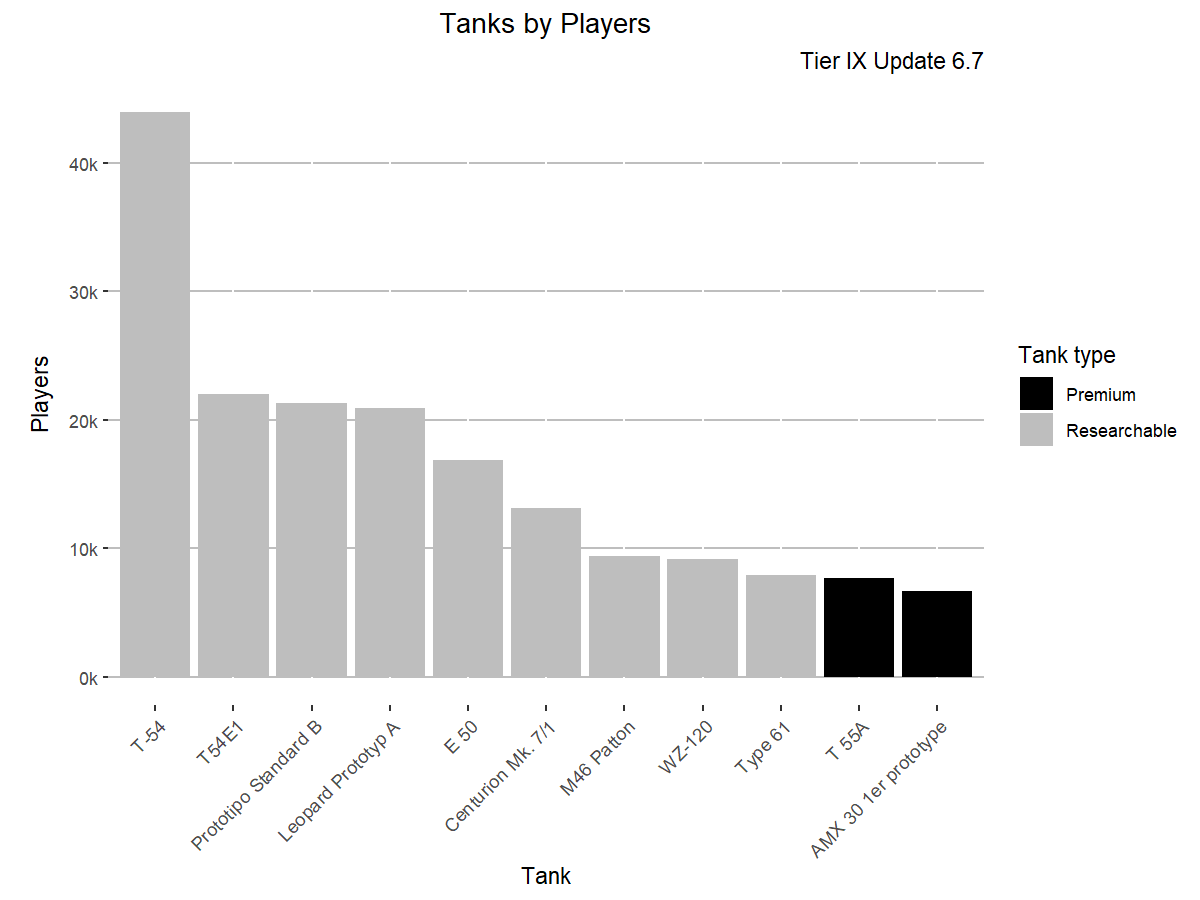 Tanks by Players
Tier IX Update 6.7
Players
40k
30k
20k
10k
0k
T-54
T54E1
Prototipo Standard B
Leopard Prototyp A
E 50
Centurion Mk. 7/1
M46 Patton
WZ-120
Type 61
T 55A
AMX 30 1er prototype
Tank
Tank type
Premium
Researchable